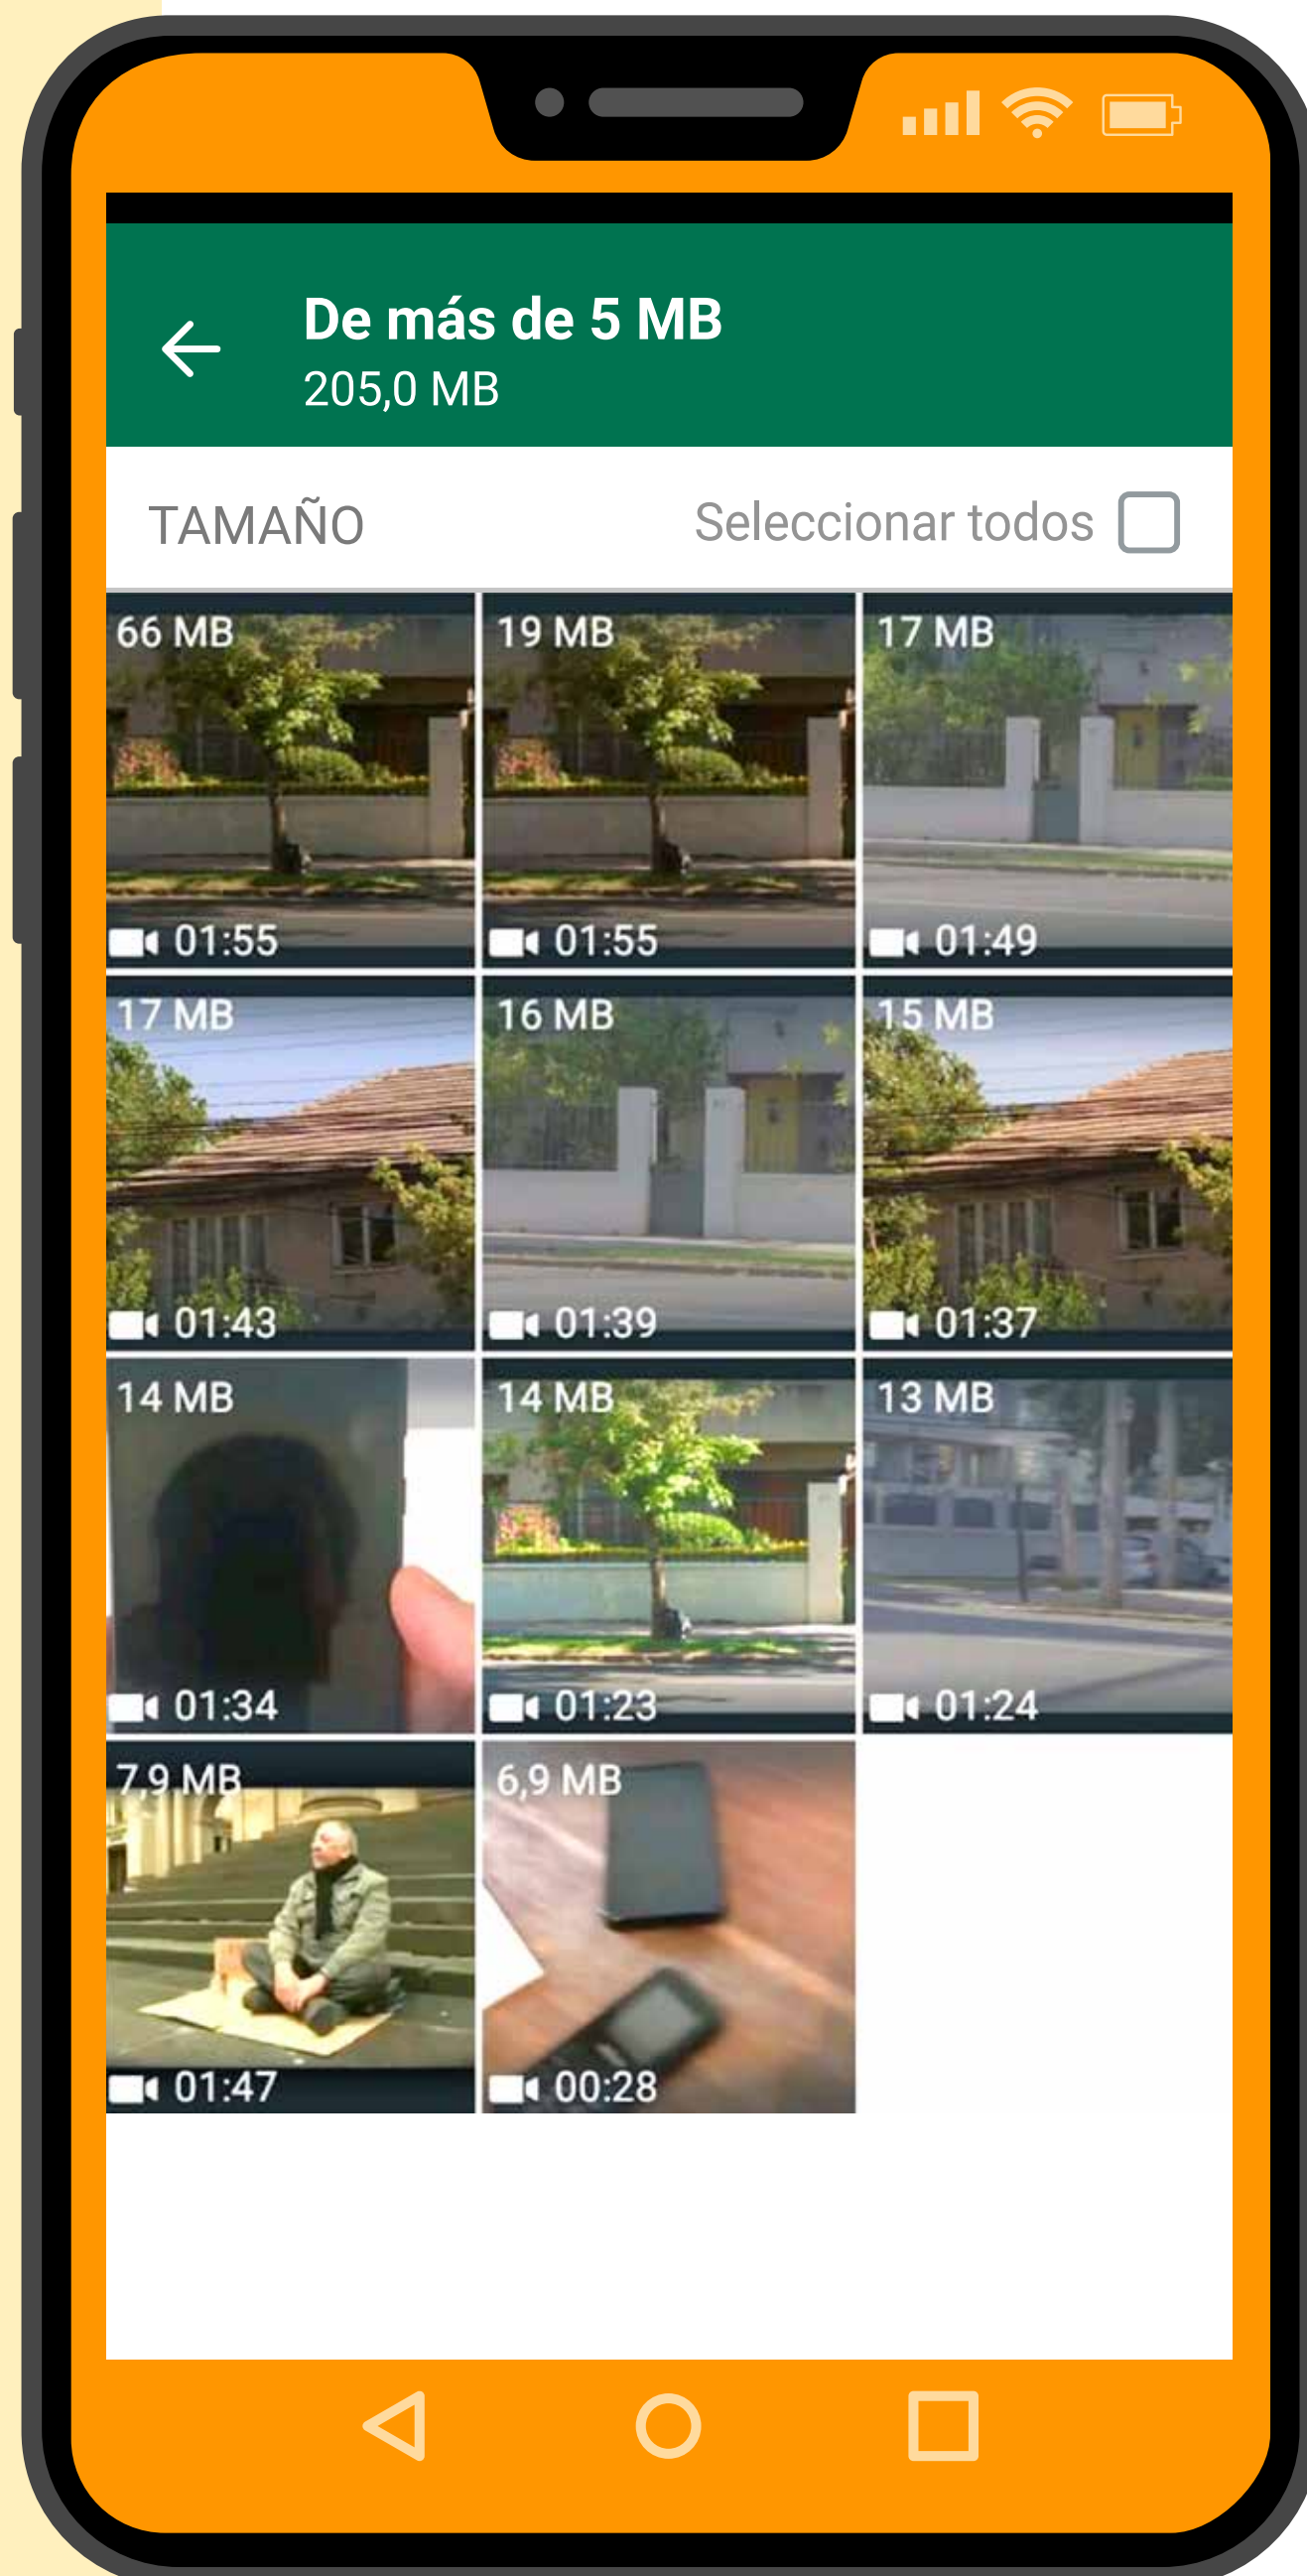 De más de 5 MB
205,0 MB
TAMAÑO Seleccionar todos
66 MB 19 MB 17 MB
01:55 01:55 01:49
17 MB 16 MB 15 MB
01:43 01:39 01:37
14 MB 14 MB 13 MB
01:34 01:23 01:24
7,9 MB 6,9 MB
01:47 00:28